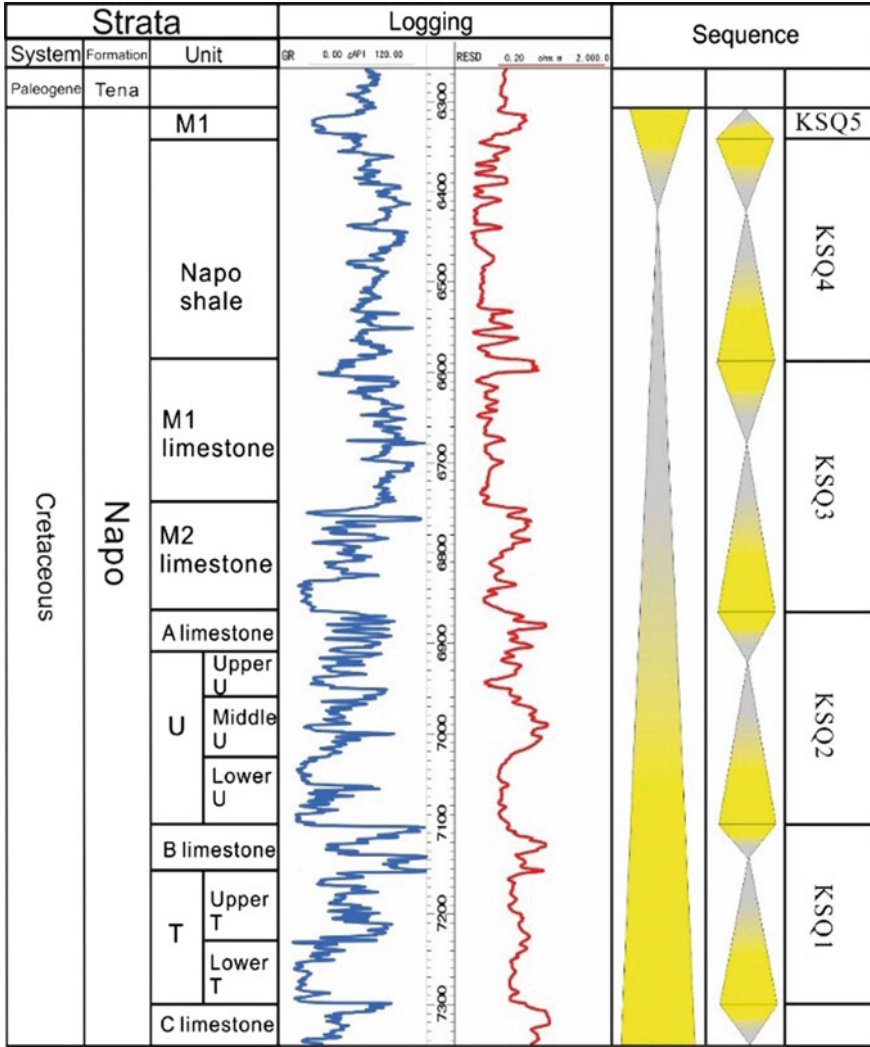 Strata
Logging
Sequence
System
Formation
Unit
GR 0.00 gAPI 120.00
RESD 0.20 ohm.m 2,000.0
Paleogene
Tena
Cretaceous
Napo
M1
Napo
shale
M1
limestone
M2
limestone
A limestone
U
Upper
U
Middle
U
Lower
U
B limestone
T
Upper
T
Lower
T
C limestone
6300
6400
6500
6600
6700
6800
6900
7000
7100
7200
7300
KSQ5
KSQ4
KSQ3
KSQ2
KSQ1